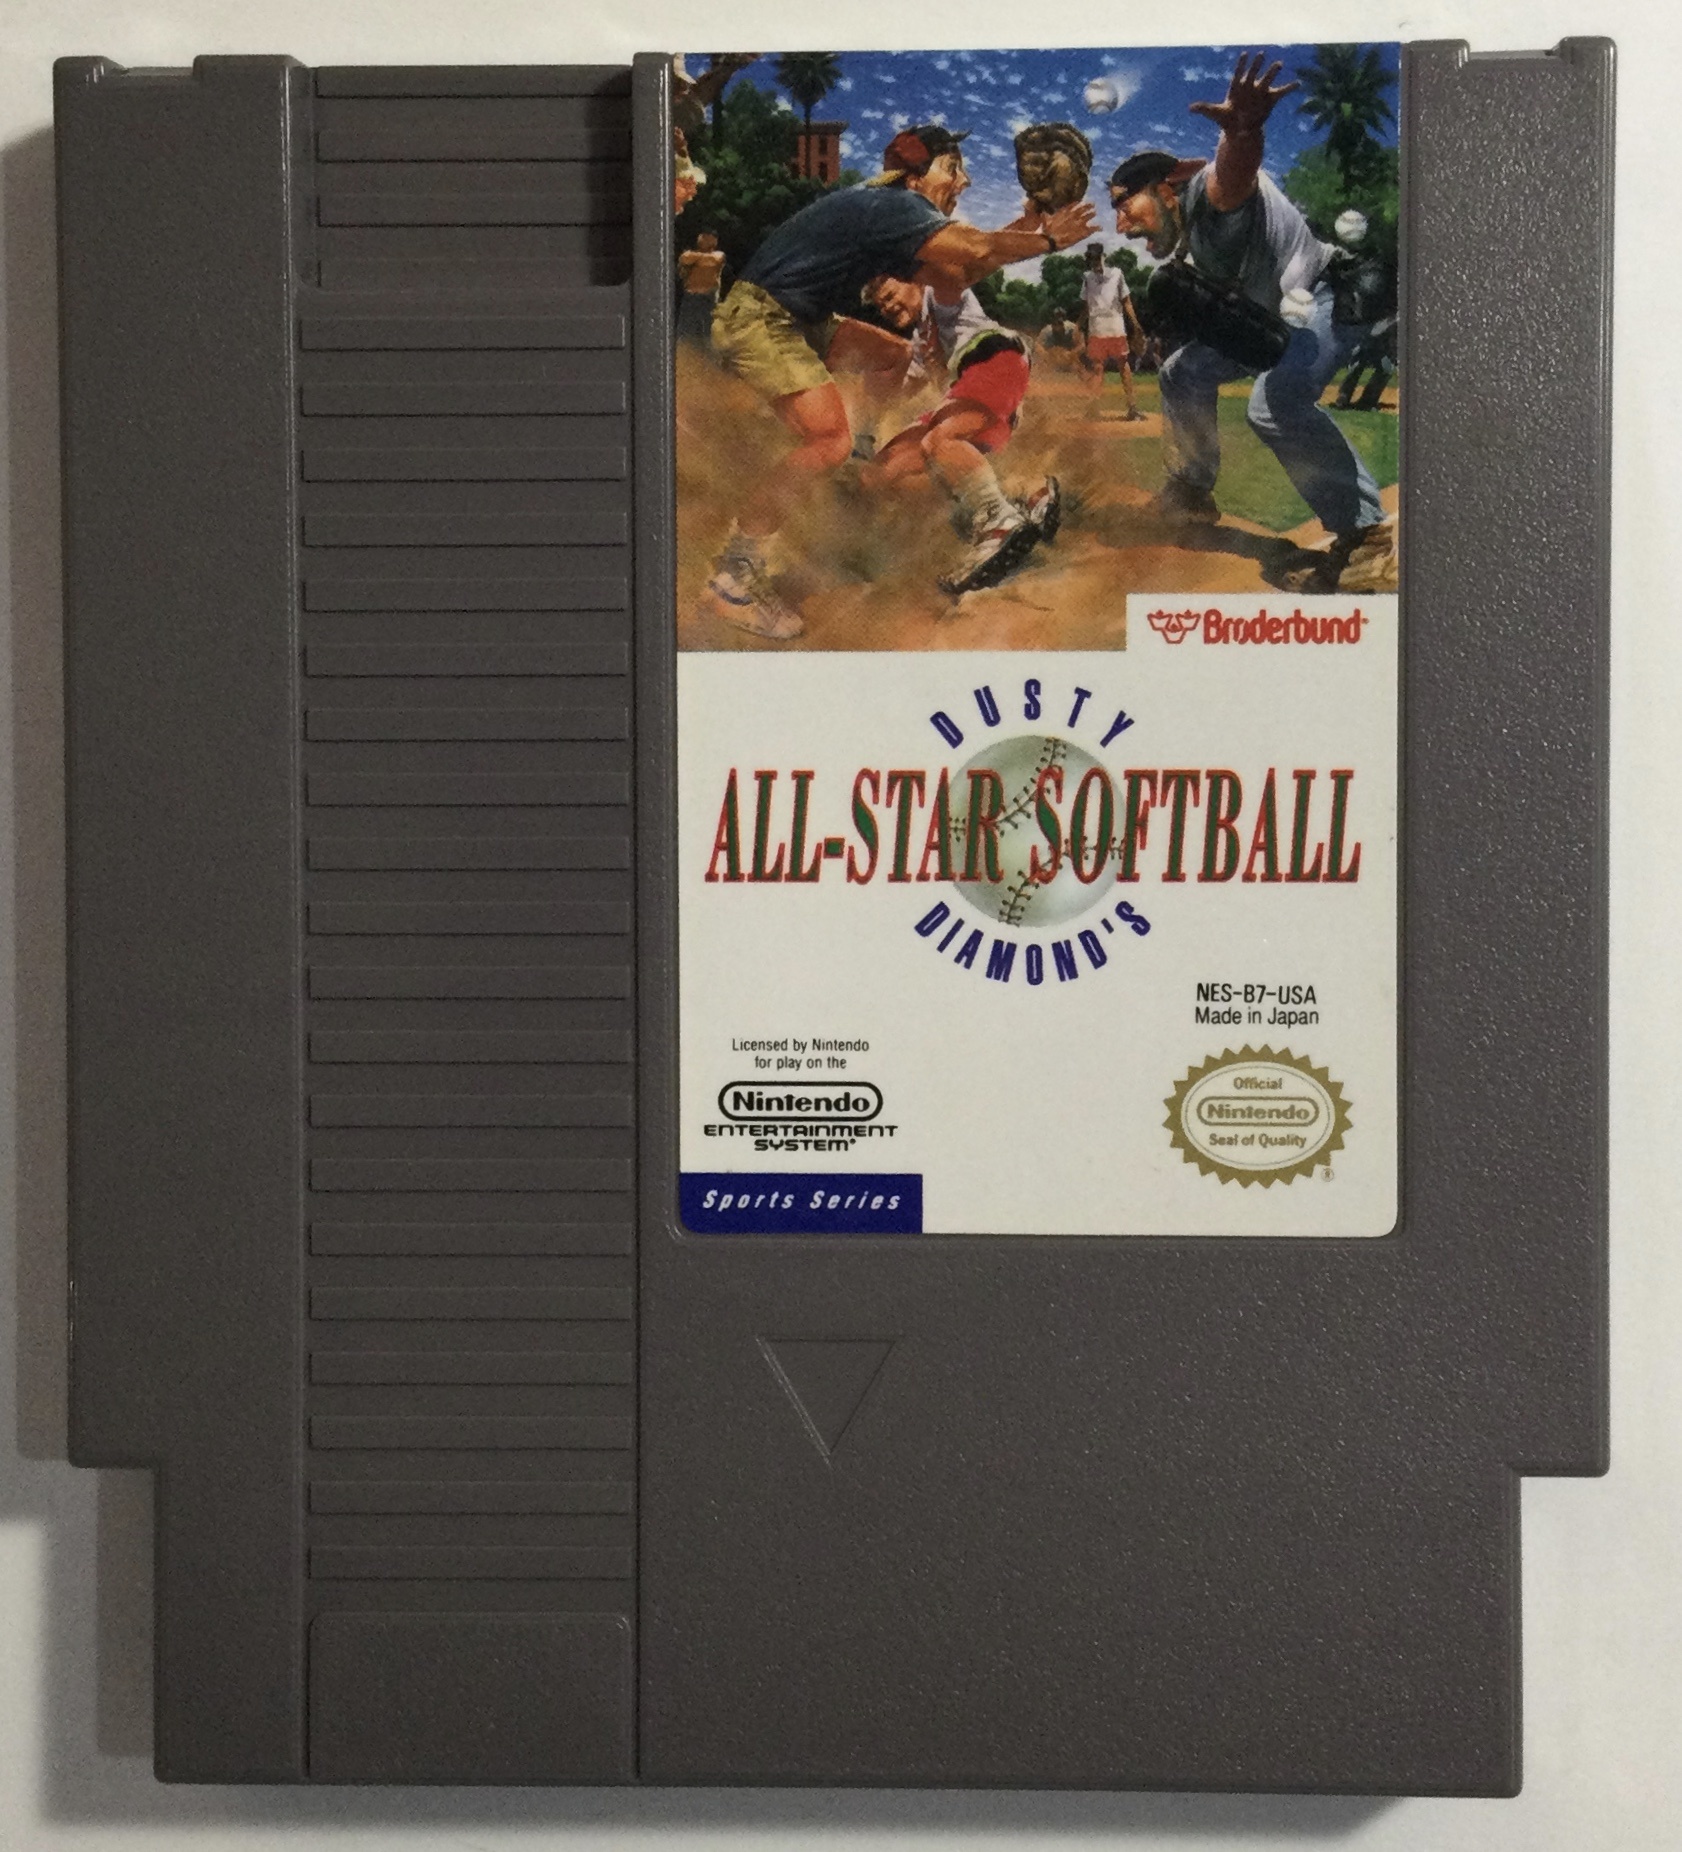 Brøderbund
DUSTY
ALL-STAR SOFTBALL
DIAMOND'S
NES-B7-USA
Made in Japan
Licensed by Nintendo
for play on the
Nintendo
ENTERTAINMENT
SYSTEM®
Official
Nintendo
Seal of Quality
®
Sports Series